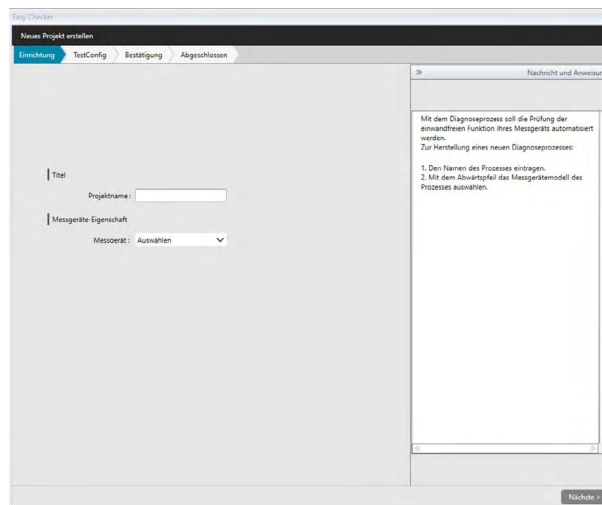 Easy Checker
Neues Projekt erstellen
Einrichtung
TestConfig
Bestätigung
Abgeschlossen
Titel
Projektname:
Messgeräte-Eigenschaft
Messgerät: Auswählen
»
Nachricht und Anweisun
Mit dem Diagnoseprozess soll die Prüfung der
einwandfreien Funktion Ihres Messgeräts automatisiert
werden.
Zur Herstellung eines neuen Diagnoseprozesses:
1. Den Namen des Prozesses eintragen.
2. Mit dem Abwärtspfeil das Messgerätemodell des
Prozesses auswählen.
Nächste >